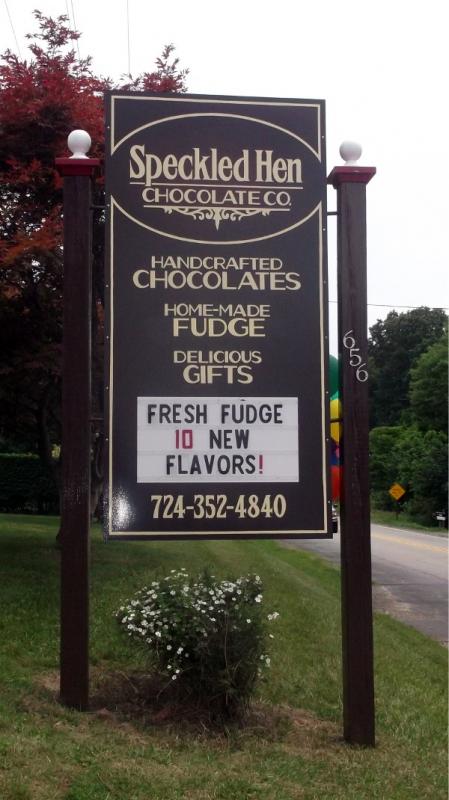 Speckled Hen
CHOCOLATE CO.
HANDCRAFTED
CHOCOLATES
HOME-MADE
FUDGE
DELICIOUS
GIFTS
FRESH FUDGE
10 NEW
FLAVORS!
724-352-4840
656